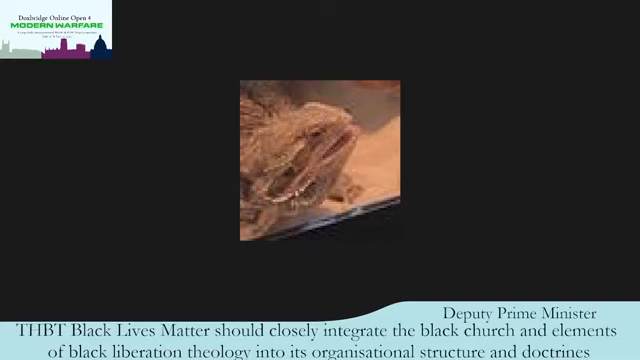 Doxbridge Online Open 4
MODERN WARFARE
Deputy Prime Minister
THBT Black Lives Matter should closely integrate the black church and elements
of black liberation theology into its organisational structure and doctrines